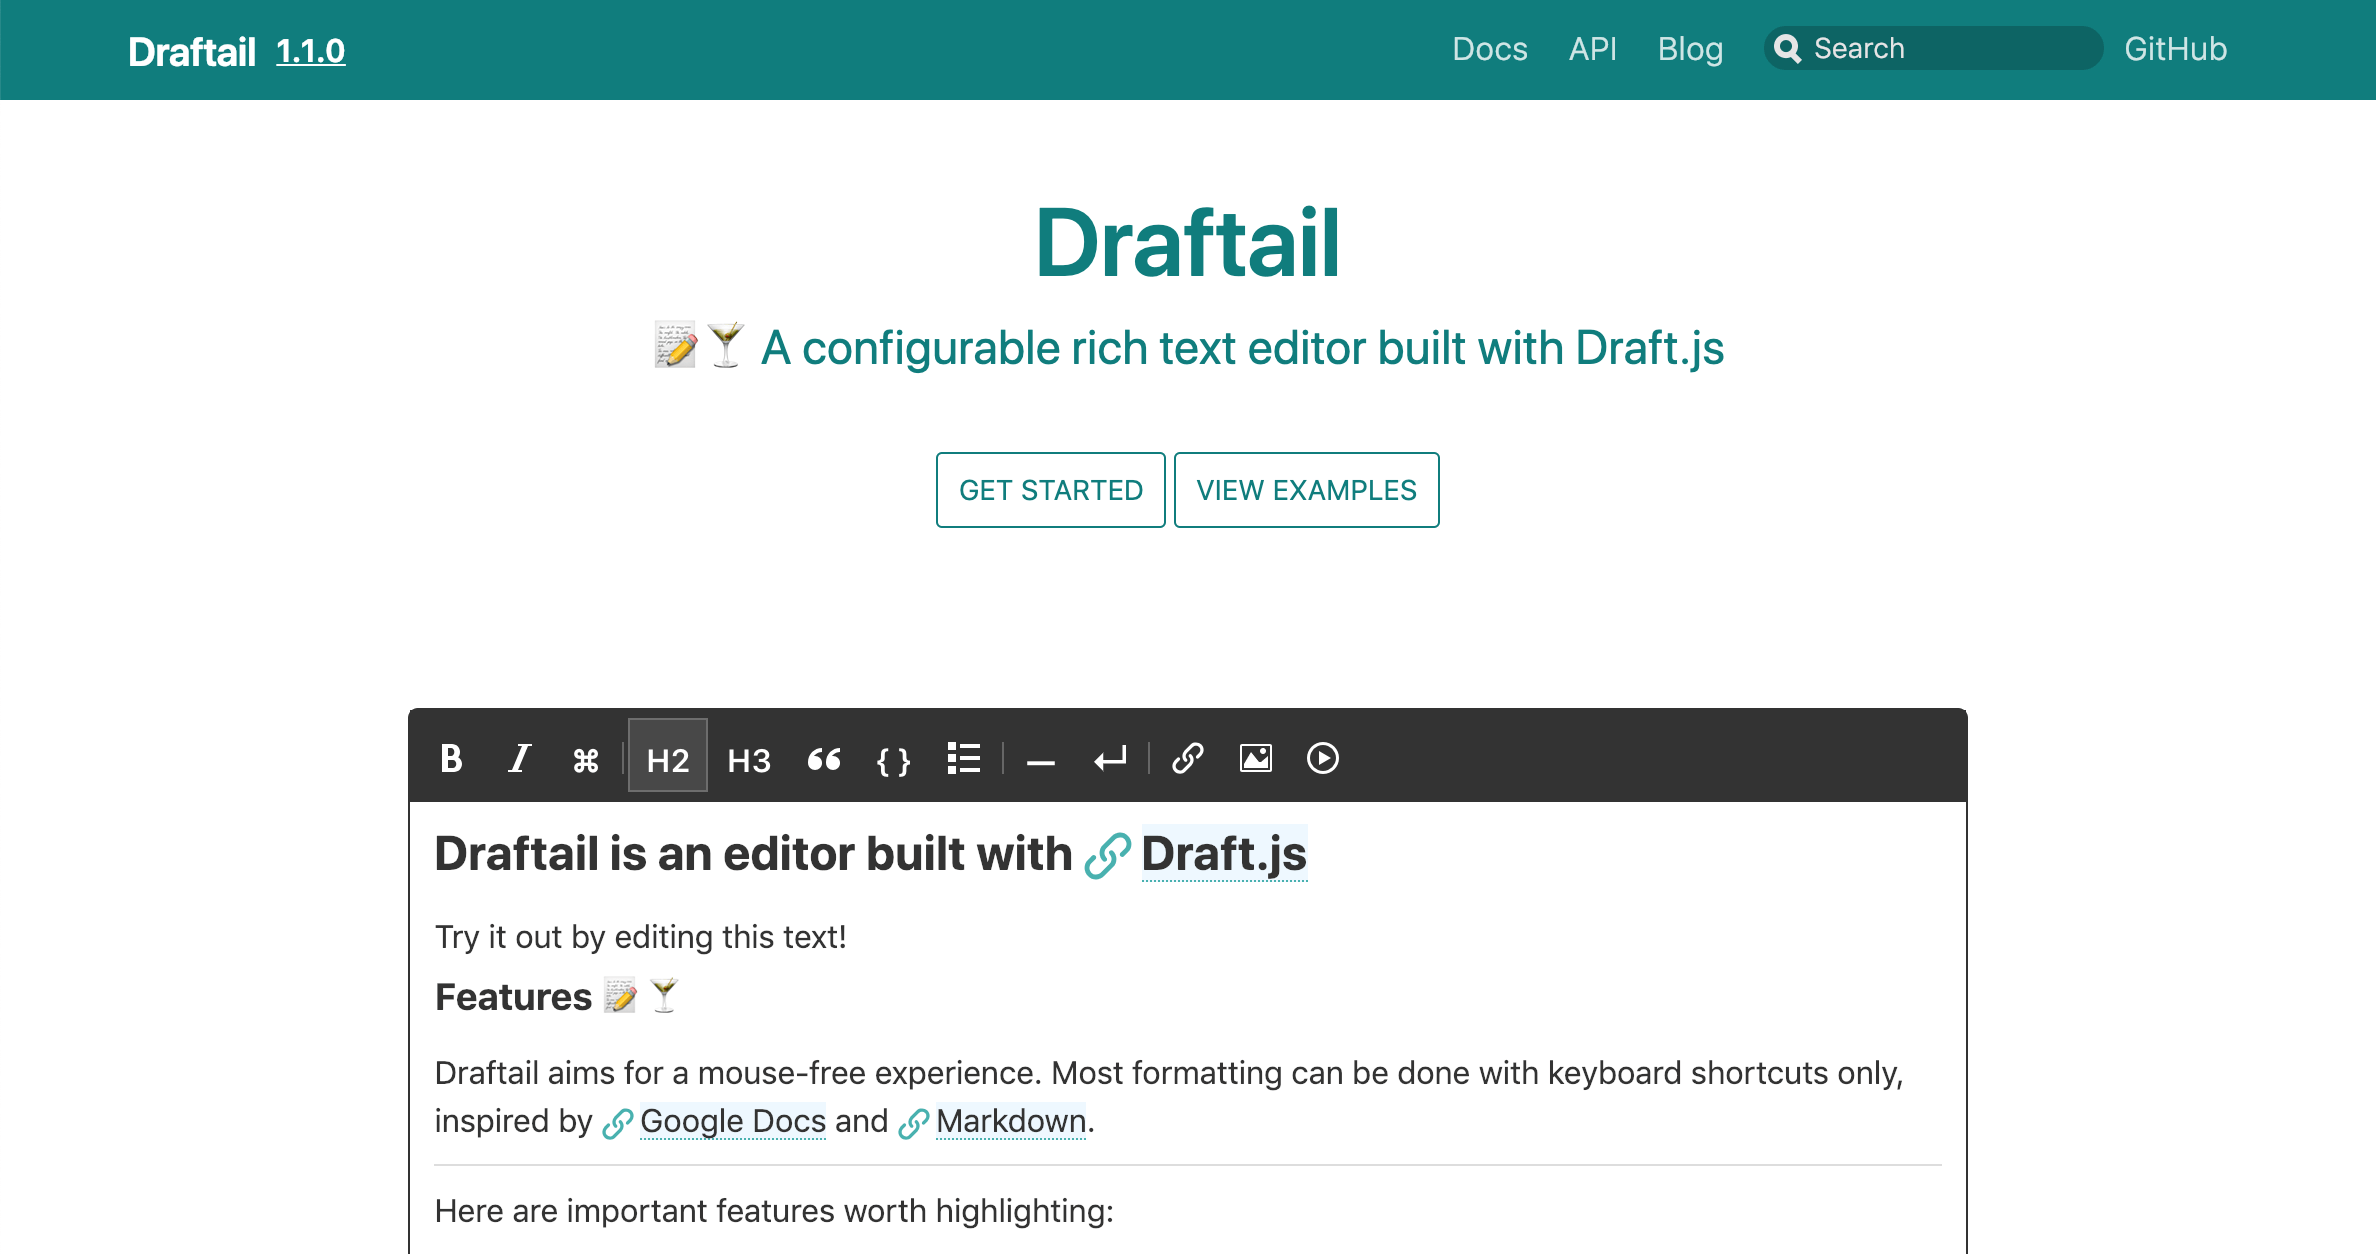 Draftail 1.1.0
Docs API Blog Search GitHub
Draftail
📝🍸 A configurable rich text editor built with Draft.js
GET STARTED VIEW EXAMPLES
B I ⌘ H2 H3 “ { } — ↵
Draftail is an editor built with Draft.js
Try it out by editing this text!
Features 📝🍸
Draftail aims for a mouse-free experience. Most formatting can be done with keyboard shortcuts only,
inspired by Google Docs and Markdown.
Here are important features worth highlighting: